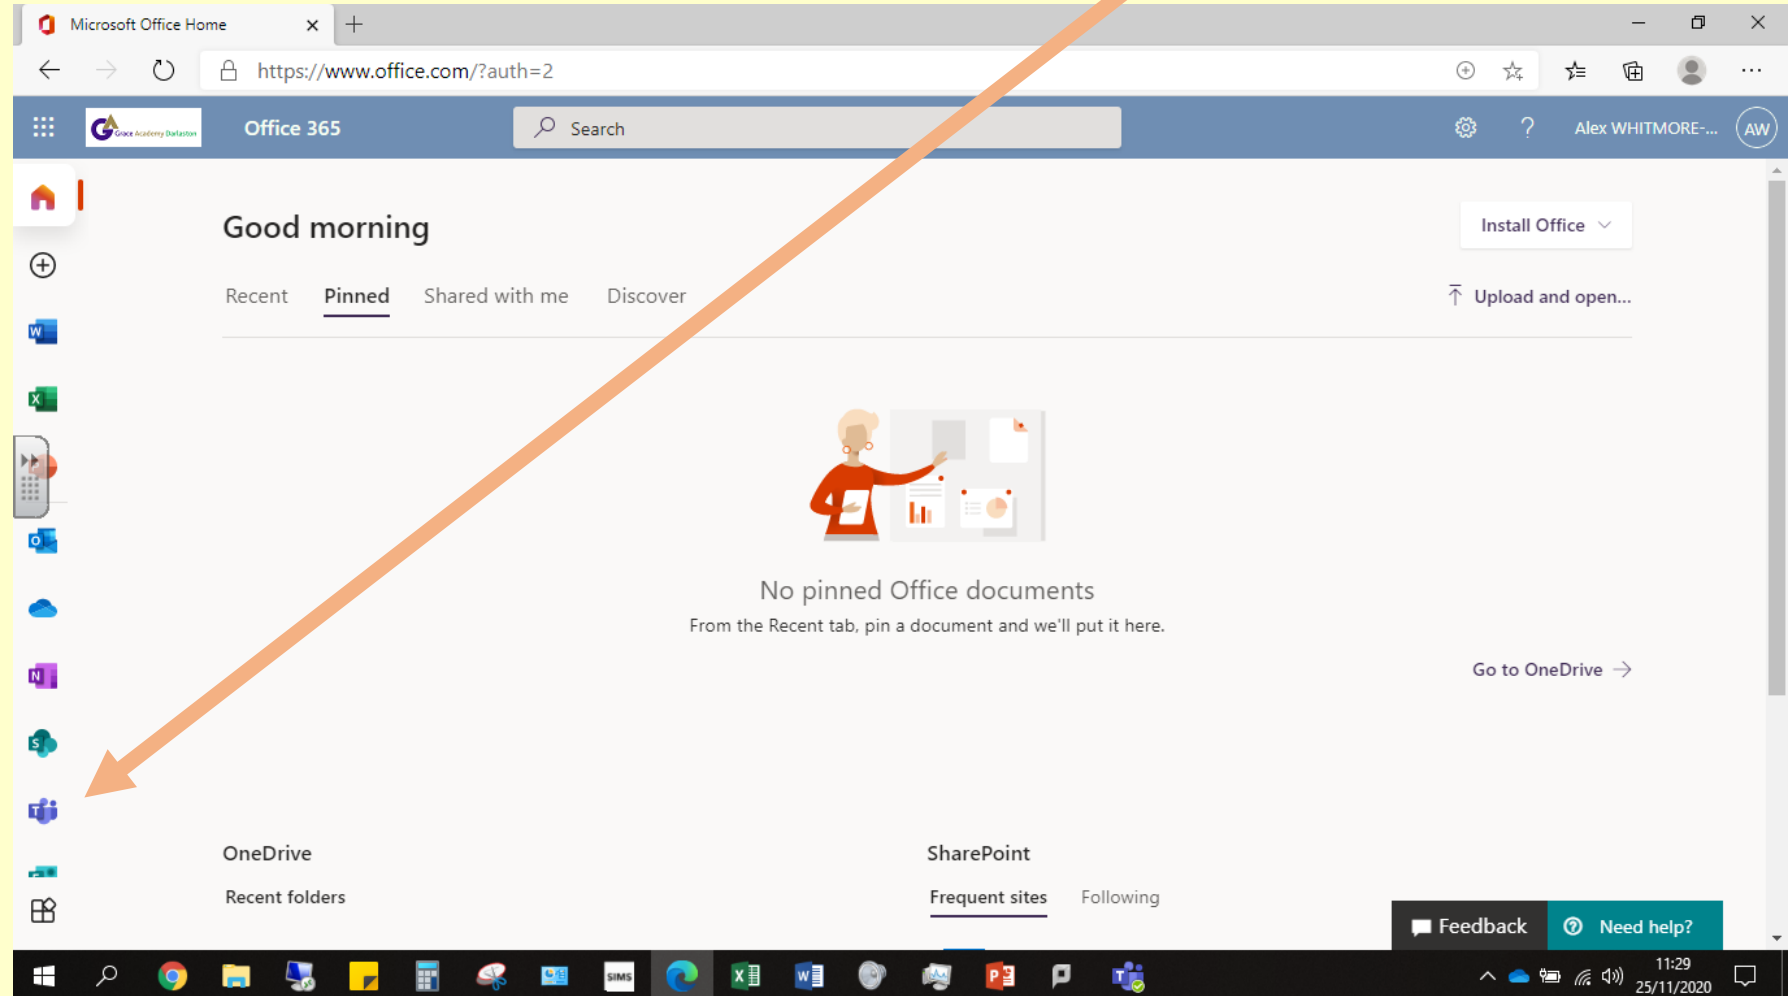 Microsoft Office Home
https://www.office.com/?auth=2
Grace Academy Darlaston
Office 365
Search
?
Alex WHITMORE-...
AW
Good morning
Install Office
Recent Pinned Shared with me Discover
Upload and open...
W
X
O
No pinned Office documents
From the Recent tab, pin a document and we'll put it here.
N
Go to OneDrive →
S
T
OneDrive
SharePoint
Recent folders
Frequent sites Following
Feedback
? Need help?
SIMS
11:29
25/11/2020